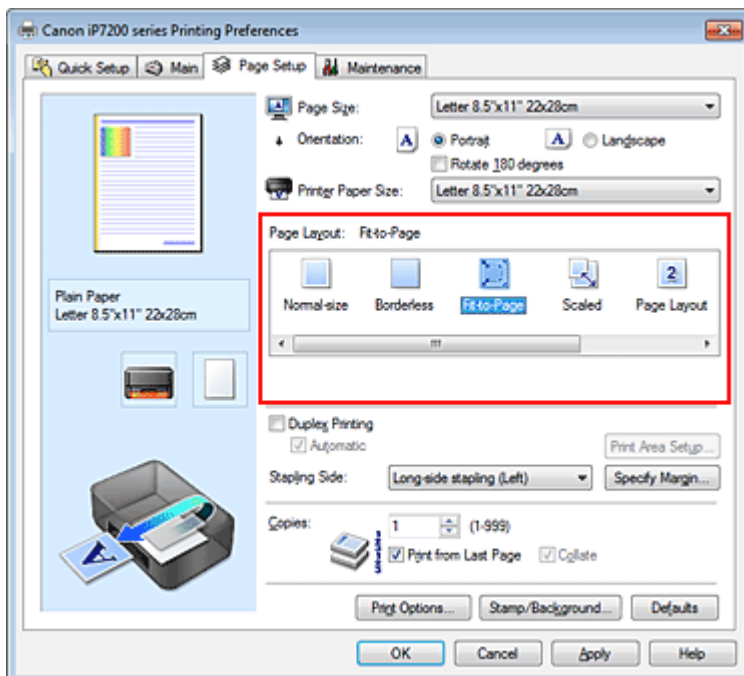 Canon iP7200 series Printing Preferences
Quick Setup Main Page Setup Maintenance
Page Size: Letter 8.5"x11" 22x28cm
Orientation: A Portrait A Landscape
Rotate 180 degrees
Printer Paper Size: Letter 8.5"x11" 22x28cm
Page Layout: Fit-to-Page
2
Normal-size Borderless Fit-to-Page Scaled Page Layout
Plain Paper
Letter 8.5"x11" 22x28cm
Duplex Printing
Automatic
Print Area Setup...
Stapling Side: Long-side stapling (Left) Specify Margin...
Copies: 1 (1-999)
Print from Last Page Collate
A
Print Options... Stamp/Background... Defaults
OK Cancel Apply Help